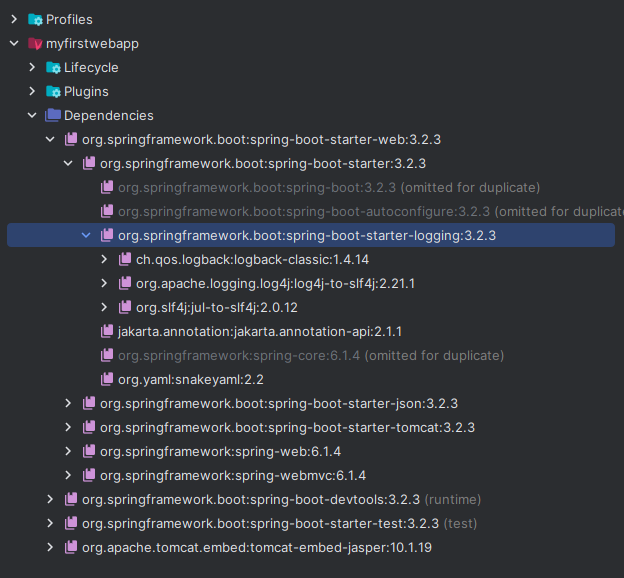 Profiles
myfirstwebapp
Lifecycle
Plugins
Dependencies
org.springframework.boot:spring-boot-starter-web:3.2.3
org.springframework.boot:spring-boot-starter:3.2.3
org.springframework.boot:spring-boot:3.2.3 (omitted for duplicate)
org.springframework.boot:spring-boot-autoconfigure:3.2.3 (omitted for duplicat
org.springframework.boot:spring-boot-starter-logging:3.2.3
ch.qos.logback:logback-classic:1.4.14
org.apache.logging.log4j:log4j-to-slf4j:2.21.1
org.slf4j:jul-to-slf4j:2.0.12
jakarta.annotation:jakarta.annotation-api:2.1.1
org.springframework:spring-core:6.1.4 (omitted for duplicate)
org.yaml:snakeyaml:2.2
org.springframework.boot:spring-boot-starter-json:3.2.3
org.springframework.boot:spring-boot-starter-tomcat:3.2.3
org.springframework:spring-web:6.1.4
org.springframework:spring-webmvc:6.1.4
org.springframework.boot:spring-boot-devtools:3.2.3 (runtime)
org.springframework.boot:spring-boot-starter-test:3.2.3 (test)
org.apache.tomcat.embed:tomcat-embed-jasper:10.1.19